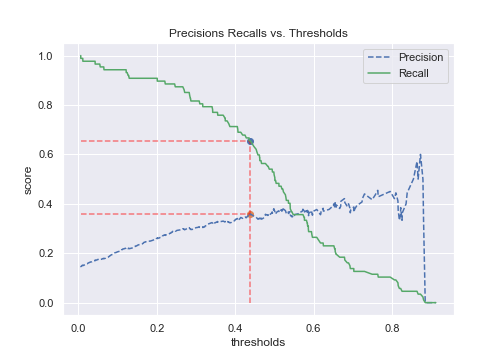 Precisions Recalls vs. Thresholds
Precision
Recall
1.0
0.8
0.6
0.4
0.2
0.0
score
0.0 0.2 0.4 0.6 0.8
thresholds